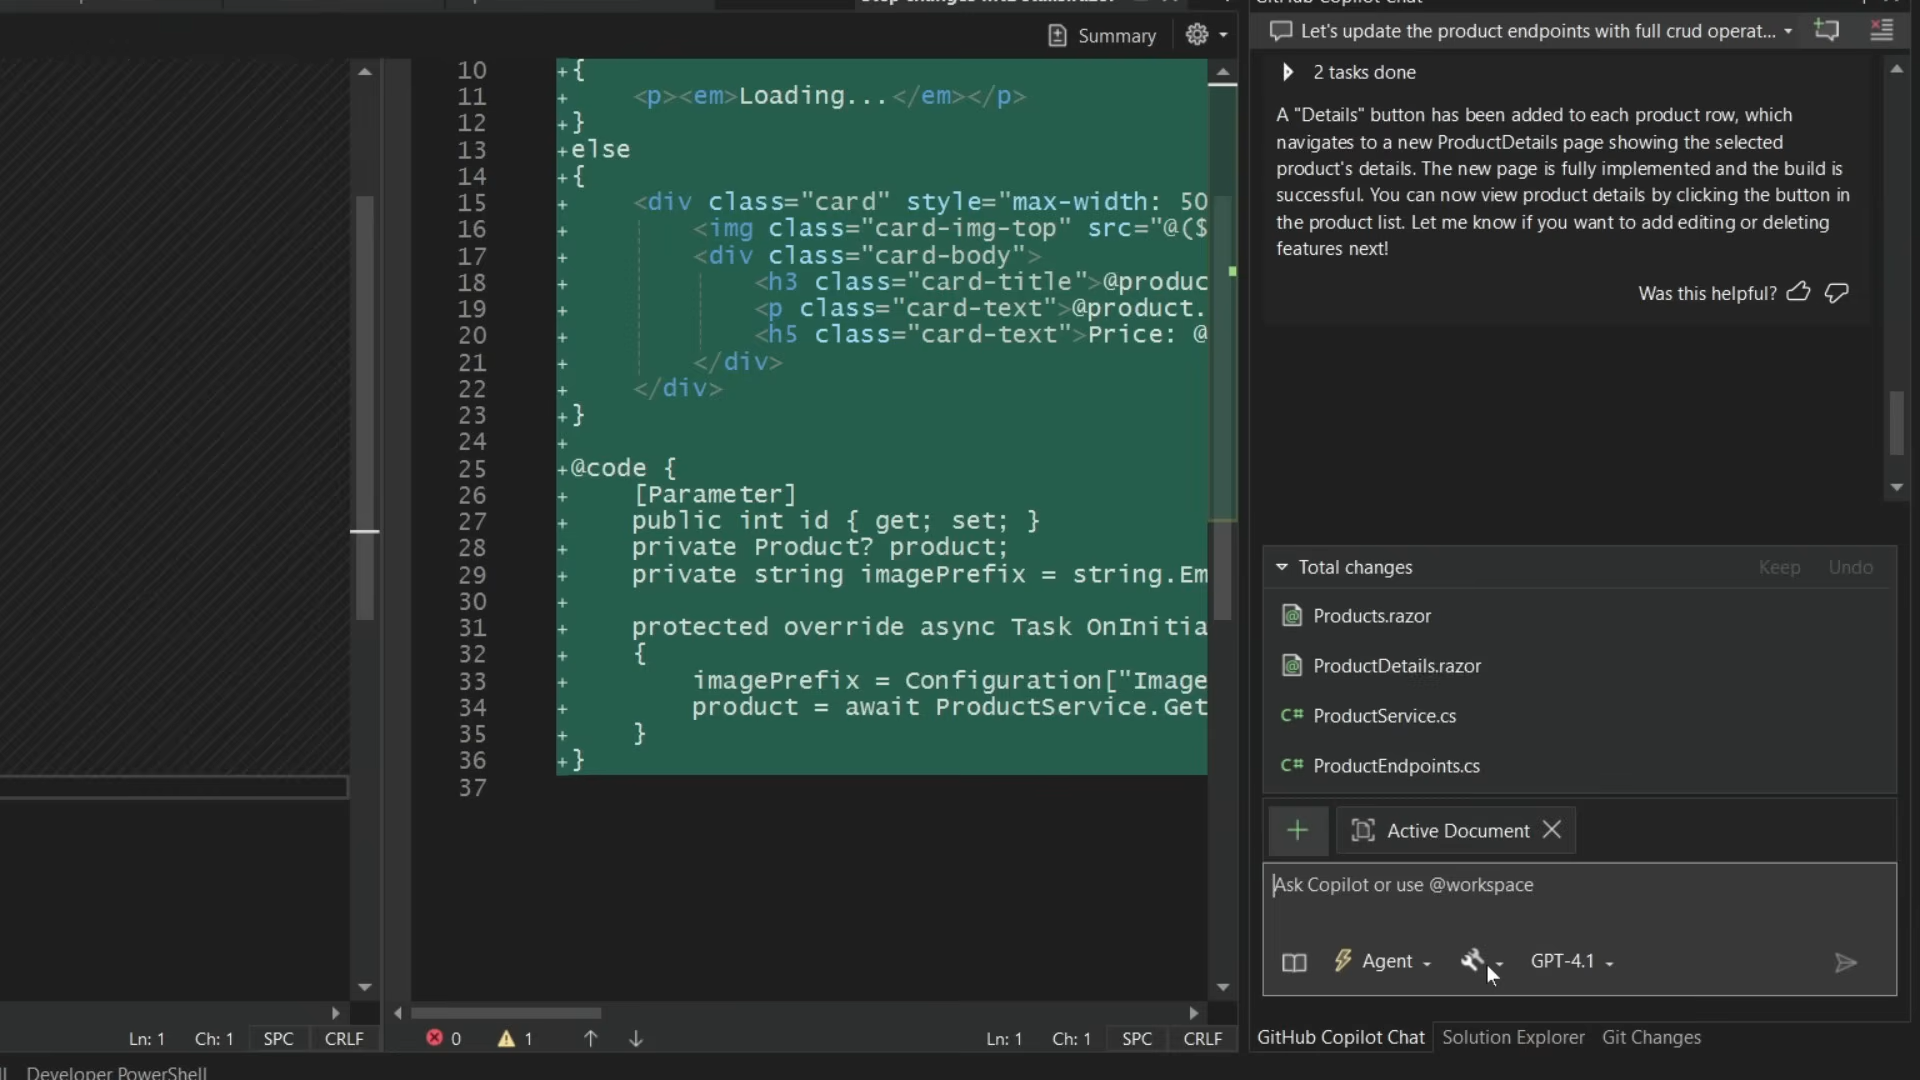 Summary
10 +{
11 + <p><em>Loading...</em></p>
12 +}
13 +else
14 +{
15 + <div class="card" style="max-width: 50
16 + <img class="card-img-top" src="@($
17 + <div class="card-body">
18 + <h3 class="card-title">@produc
19 + <p class="card-text">@product.
20 + <h5 class="card-text">Price: @
21 + </div>
22 + </div>
23 +}
24 +
25 +@code {
26 + [Parameter]
27 + public int id { get; set; }
28 + private Product? product;
29 + private string imagePrefix = string.Em
30 +
31 + protected override async Task OnInitia
32 + {
33 + imagePrefix = Configuration["Image
34 + product = await ProductService.Get
35 + }
36 +}
37
Ln: 1 Ch: 1 SPC CRLF
0 1 Ln: 1 Ch: 1 SPC CRLF
Developer PowerShell
GitHub Copilot Chat
Let's update the product endpoints with full crud operat...
2 tasks done
A "Details" button has been added to each product row, which
navigates to a new ProductDetails page showing the selected
product's details. The new page is fully implemented and the build is
successful. You can now view product details by clicking the button in
the product list. Let me know if you want to add editing or deleting
features next!
Was this helpful?
Total changes Keep Undo
Products.razor
ProductDetails.razor
C# ProductService.cs
C# ProductEndpoints.cs
+ Active Document
Ask Copilot or use @workspace
Agent GPT-4.1
GitHub Copilot Chat Solution Explorer Git Changes